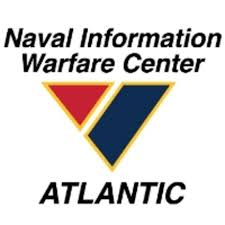 Naval Information
Warfare Center
ATLANTIC